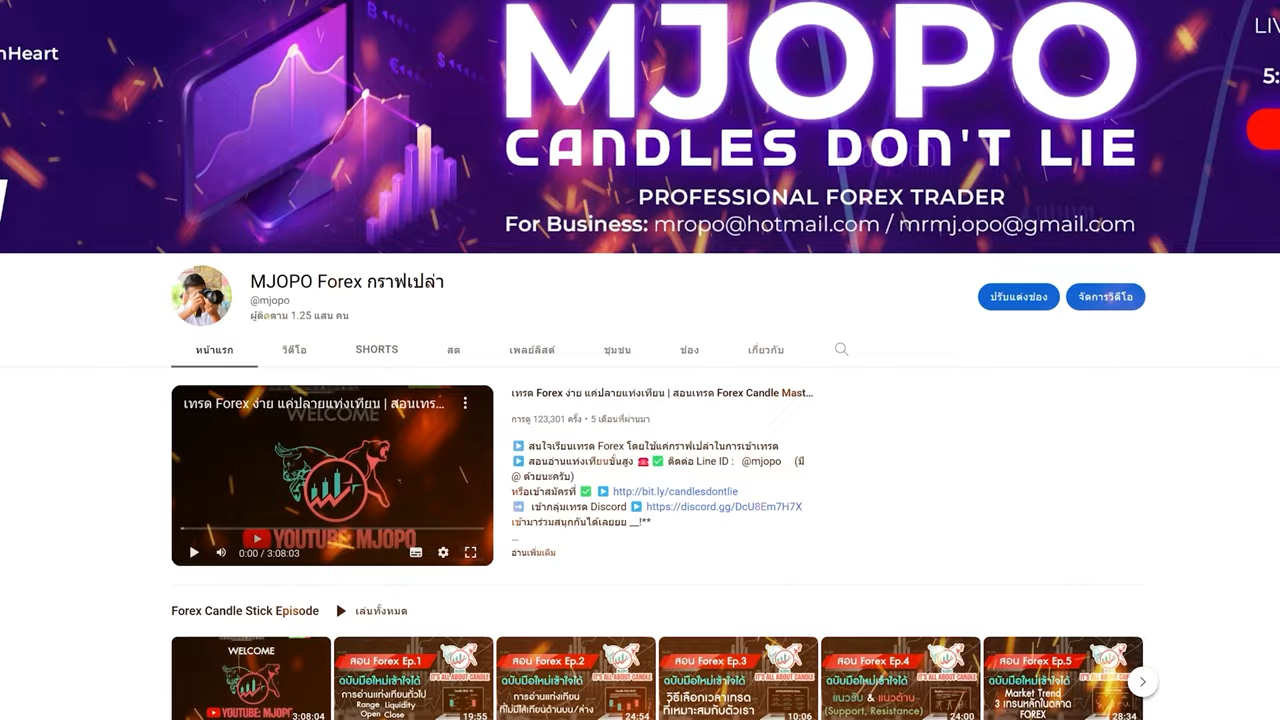 nHeart
MJOPO
CANDLES DON'T LIE
PROFESSIONAL FOREX TRADER
For Business: mropo@hotmail.com / mrmj.opo@gmail.com
LIV
5:
MJOPO Forex กราฟเปล่า
@mjopo
ผู้ติดตาม 1.25 แสน คน
ปรับแต่งช่อง
จัดการวิดีโอ
หน้าแรก
วิดีโอ
SHORTS
สด
เพลย์ลิสต์
ชุมชน
ช่อง
เกี่ยวกับ
เทรด Forex ง่าย แค่ปลายแท่งเทียน | สอนเทร...
WELCOME
YOUTUBE: MJOPO
0:00 / 3:08:03
เทรด Forex ง่าย แค่ปลายแท่งเทียน | สอนเทรด Forex Candle Mast...
การดู 123,301 ครั้ง • 5 เดือนที่ผ่านมา
สนใจเรียนเทรด Forex โดยใช้แค่กราฟเปล่าในการเข้าเทรด
สอนอ่านแท่งเทียนขั้นสูง ☎️ ✅ ติดต่อ Line ID : @mjopo (มี
@ ด้วยนะครับ)
หรือเข้าสมัครที่ ✅ ▶️ http://bit.ly/candlesdontlie
➡️ เข้ากลุ่มเทรด Discord ▶️ https://discord.gg/DcU8Em7H7X
เข้ามาร่วมสนุกกันได้เลยยย __!**
...
อ่านเพิ่มเติม
Forex Candle Stick Episode
เล่นทั้งหมด
WELCOME
YOUTUBE: MJOPO
3:08:04
สอน Forex Ep.1
IT'S ALL ABOUT CANDLE
ฉบับมือใหม่เข้าใจได้
การอ่านแท่งเทียนทั่วไป
Range Liquidity
Open Close
19:55
สอน Forex Ep.2
IT'S ALL ABOUT CANDLE
ฉบับมือใหม่เข้าใจได้
การอ่านแท่งเทียน
ที่ไม่มีไส้เทียนด้านบน/ล่าง
24:54
สอน Forex Ep.3
IT'S ALL ABOUT CANDLE
ฉบับมือใหม่เข้าใจได้
วิธีเลือกเวลาเทรด
ที่เหมาะสมกับตัวเรา
10:06
สอน Forex Ep.4
IT'S ALL ABOUT CANDLE
ฉบับมือใหม่เข้าใจได้
แนวรับ & แนวต้าน
(Support, Resistance)
24:00
สอน Forex Ep.5
IT'S ALL ABOUT CANDLE
ฉบับมือใหม่เข้าใจได้
Market Trend
3 เทรนหลักในตลาด
FOREX
28:34